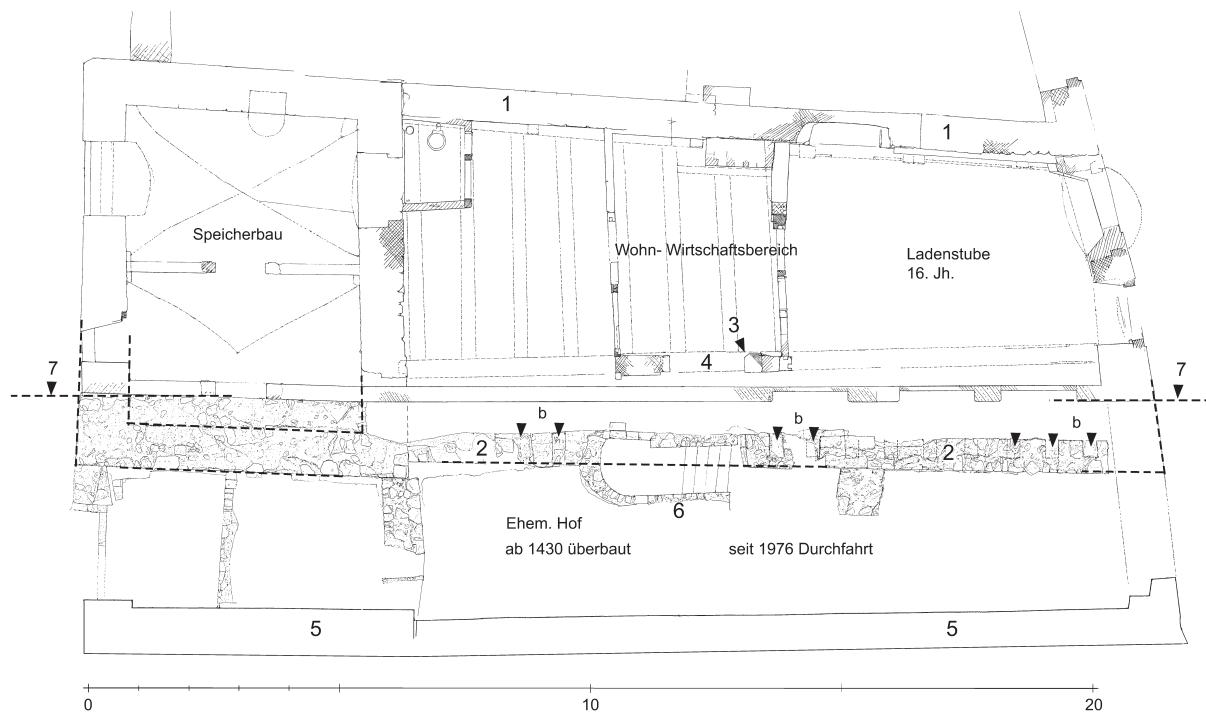 1
1
Speicherbau
Wohn- Wirtschaftsbereich
Ladenstube
16. Jh.
3
4
7
7
b
b
b
2
2
6
Ehem. Hof
ab 1430 überbaut
seit 1976 Durchfahrt
5
5
0
10
20